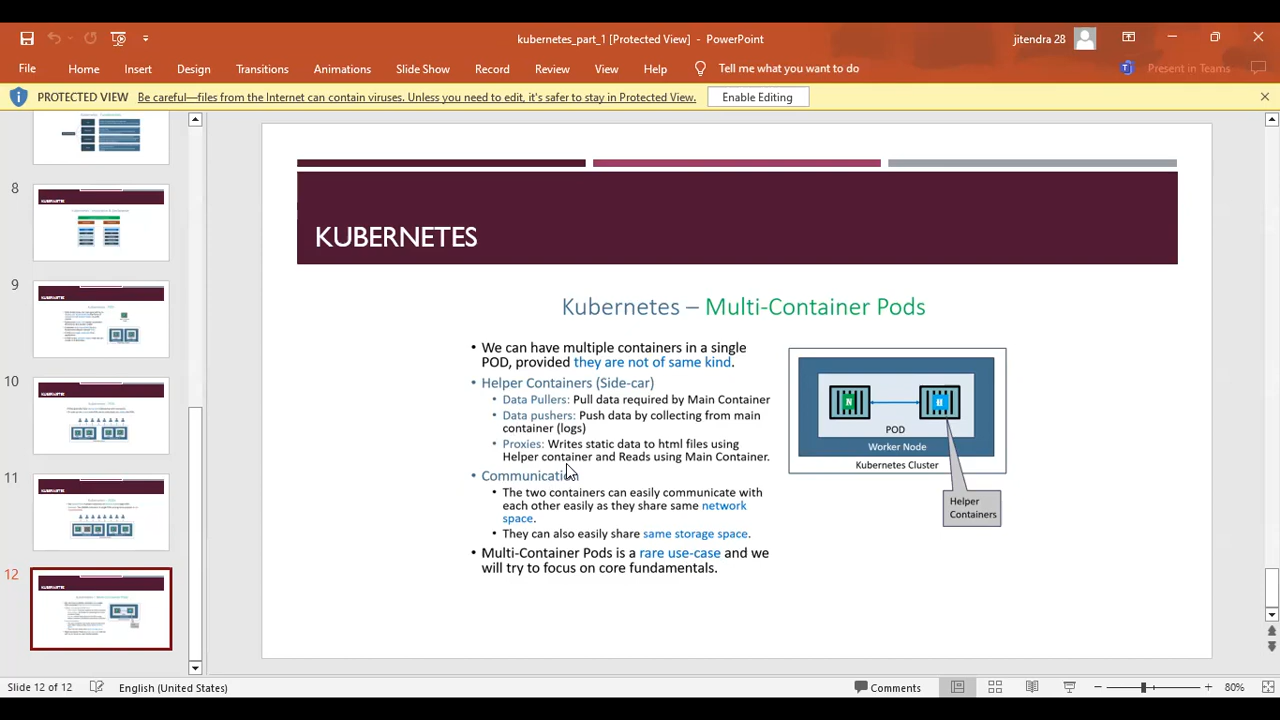 kubernetes_part_1 [Protected View] - PowerPoint
jitendra 28
File Home Insert Design Transitions Animations Slide Show Record Review View Help Tell me what you want to do Present in Teams
PROTECTED VIEW Be careful—files from the Internet can contain viruses. Unless you need to edit, it's safer to stay in Protected View. Enable Editing
8
9
10
11
12
KUBERNETES
Kubernetes – Multi-Container Pods
• We can have multiple containers in a single
POD, provided they are not of same kind.
• Helper Containers (Side-car)
• Data Pullers: Pull data required by Main Container
• Data pushers: Push data by collecting from main
container (logs)
• Proxies: Writes static data to html files using
Helper container and Reads using Main Container.
• Communication
• The two containers can easily communicate with
each other easily as they share same network
space.
• They can also easily share same storage space.
• Multi-Container Pods is a rare use-case and we
will try to focus on core fundamentals.
N H
POD
Worker Node
Kubernetes Cluster
Helper
Containers
Slide 12 of 12 English (United States) Comments 80%